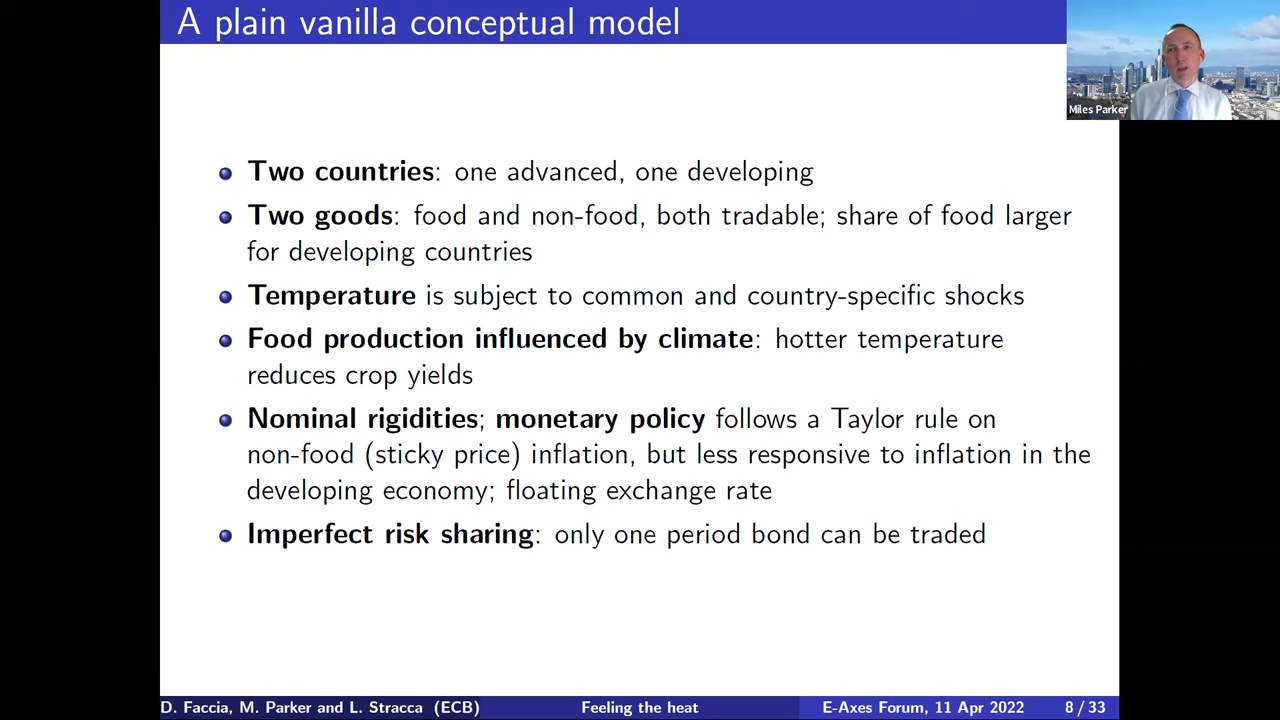 A plain vanilla conceptual model
Miles Parker
Two countries: one advanced, one developing
Two goods: food and non-food, both tradable; share of food larger
for developing countries
Temperature is subject to common and country-specific shocks
Food production influenced by climate: hotter temperature
reduces crop yields
Nominal rigidities; monetary policy follows a Taylor rule on
non-food (sticky price) inflation, but less responsive to inflation in the
developing economy; floating exchange rate
Imperfect risk sharing: only one period bond can be traded
D. Faccia, M. Parker and L. Stracca (ECB)
Feeling the heat
E-Axes Forum, 11 Apr 2022
8 / 33